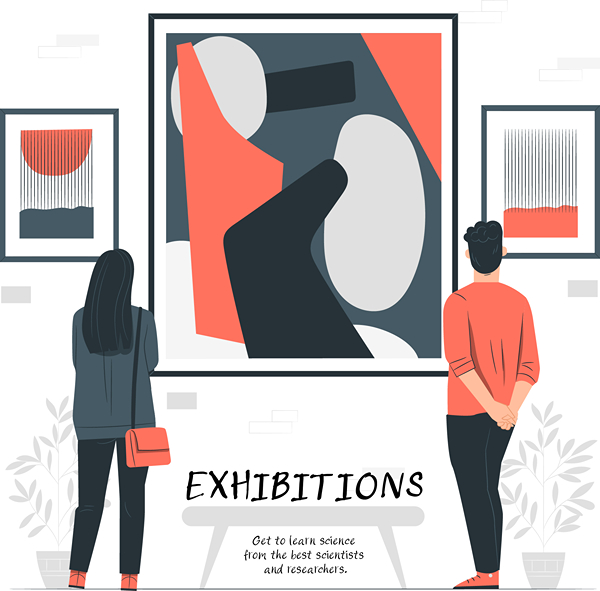 EXHIBITIONS
Get to learn science
from the best scientists
and researchers.